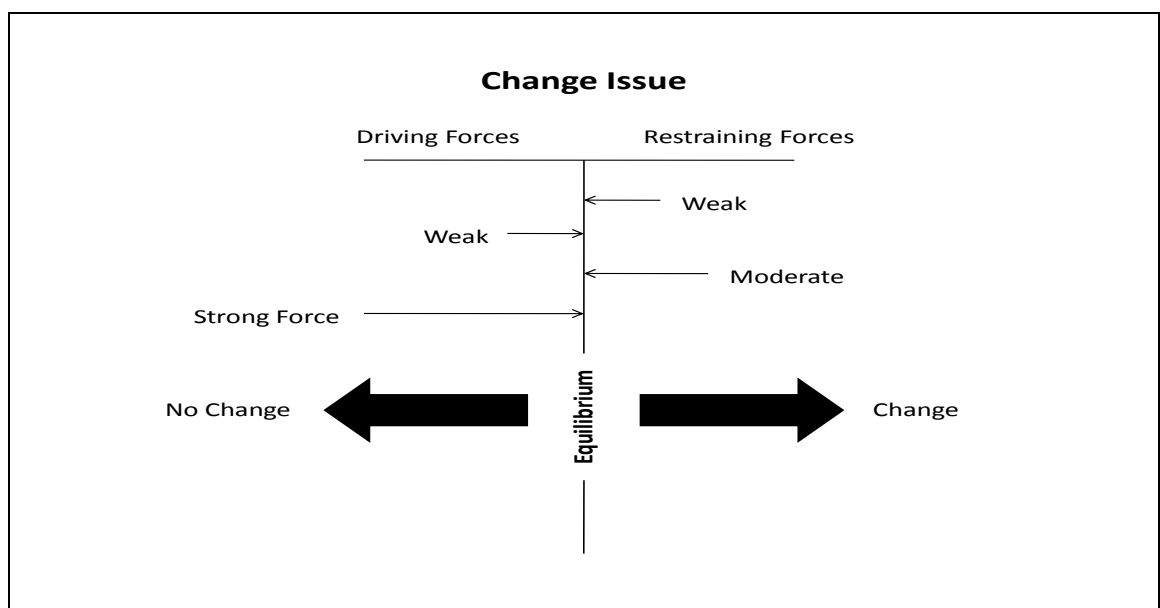 Change Issue
Driving Forces
Restraining Forces
Weak
Weak
Moderate
Strong Force
Equilibrium
No Change
Change